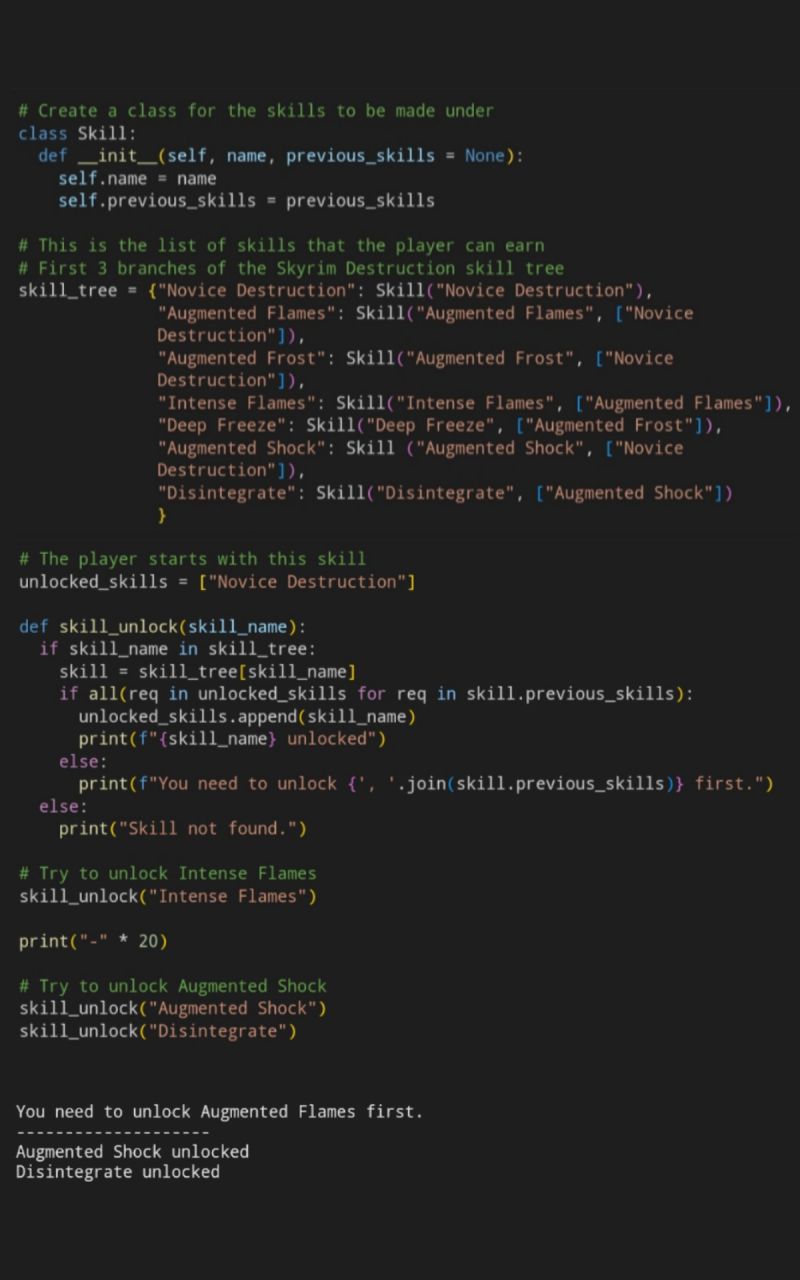 # Create a class for the skills to be made under
class Skill:
  def __init__(self, name, previous_skills = None):
    self.name = name
    self.previous_skills = previous_skills

# This is the list of skills that the player can earn
# First 3 branches of the Skyrim Destruction skill tree
skill_tree = {"Novice Destruction": Skill("Novice Destruction"),
              "Augmented Flames": Skill("Augmented Flames", ["Novice
              Destruction"]),
              "Augmented Frost": Skill("Augmented Frost", ["Novice
              Destruction"]),
              "Intense Flames": Skill("Intense Flames", ["Augmented Flames"]),
              "Deep Freeze": Skill("Deep Freeze", ["Augmented Frost"]),
              "Augmented Shock": Skill ("Augmented Shock", ["Novice
              Destruction"]),
              "Disintegrate": Skill("Disintegrate", ["Augmented Shock"])
              }

# The player starts with this skill
unlocked_skills = ["Novice Destruction"]

def skill_unlock(skill_name):
  if skill_name in skill_tree:
    skill = skill_tree[skill_name]
    if all(req in unlocked_skills for req in skill.previous_skills):
      unlocked_skills.append(skill_name)
      print(f"{skill_name} unlocked")
    else:
      print(f"You need to unlock {', '.join(skill.previous_skills)} first.")
  else:
    print("Skill not found.")

# Try to unlock Intense Flames
skill_unlock("Intense Flames")

print("-" * 20)

# Try to unlock Augmented Shock
skill_unlock("Augmented Shock")
skill_unlock("Disintegrate")

You need to unlock Augmented Flames first.
--------------------
Augmented Shock unlocked
Disintegrate unlocked